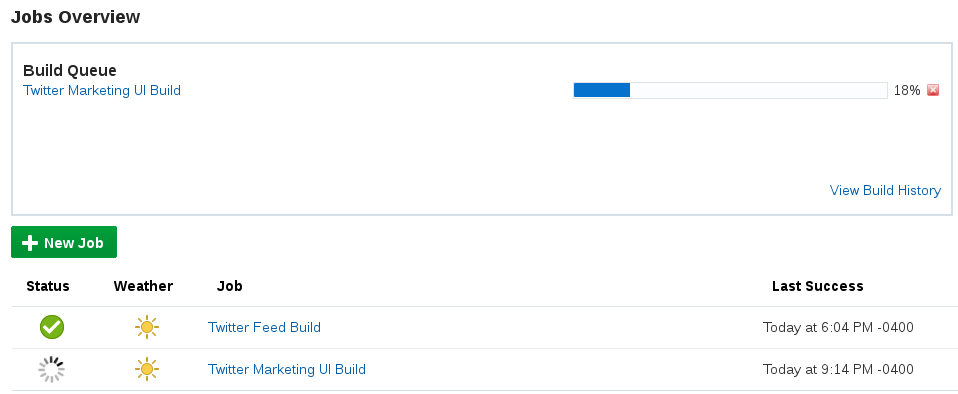 Jobs Overview
Build Queue
Twitter Marketing UI Build 18%
View Build History
New Job
Status Weather Job Last Success
Twitter Feed Build Today at 6:04 PM -0400
Twitter Marketing UI Build Today at 9:14 PM -0400